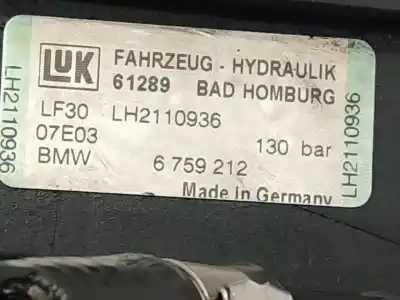 LUK
FAHRZEUG - HYDRAULIK
61289 BAD HOMBURG
LF30 LH2110936
07E03 130 bar
BMW 6 759 212
Made in Germany
LH2110936
LH2110936